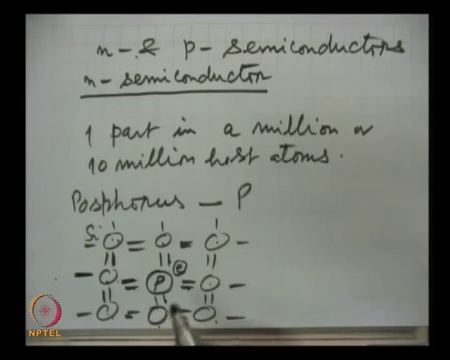 n- & p- semiconductors
n- semiconductor
1 part in a million or
10 million host atoms.
Posphorus — P
Si
P e
NPTEL